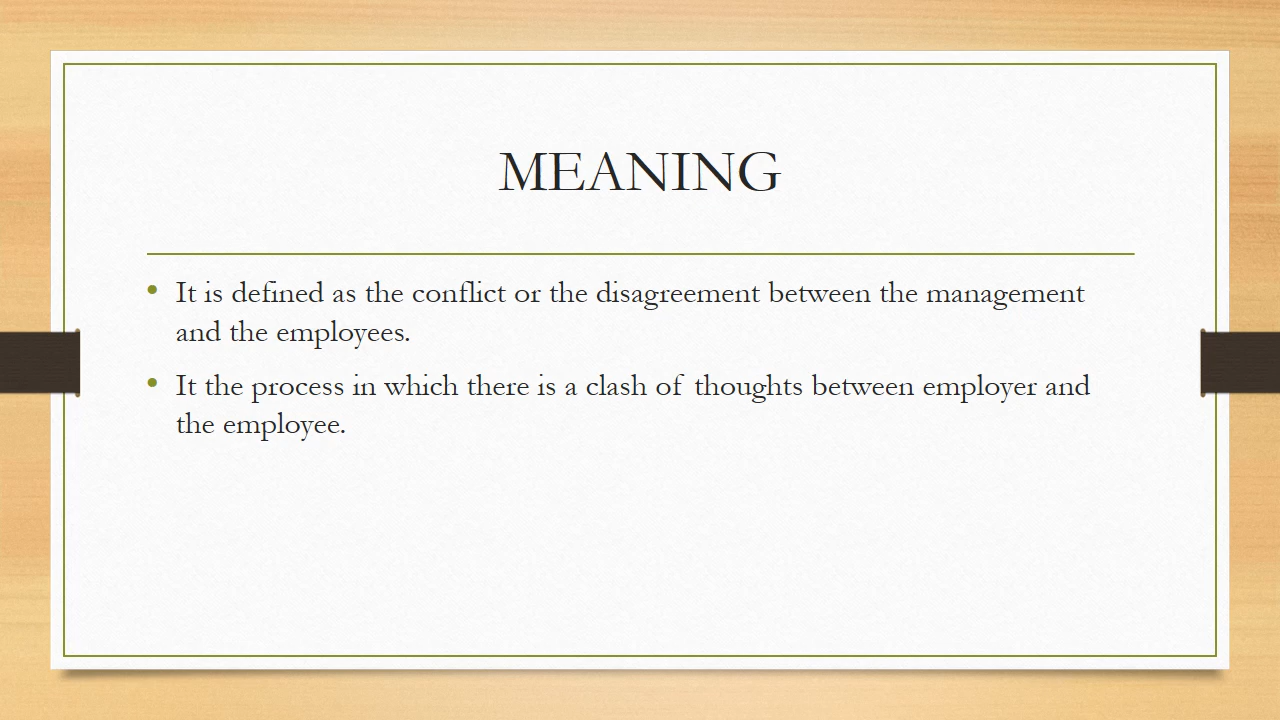 MEANING
• It is defined as the conflict or the disagreement between the management
and the employees.
• It the process in which there is a clash of thoughts between employer and
the employee.